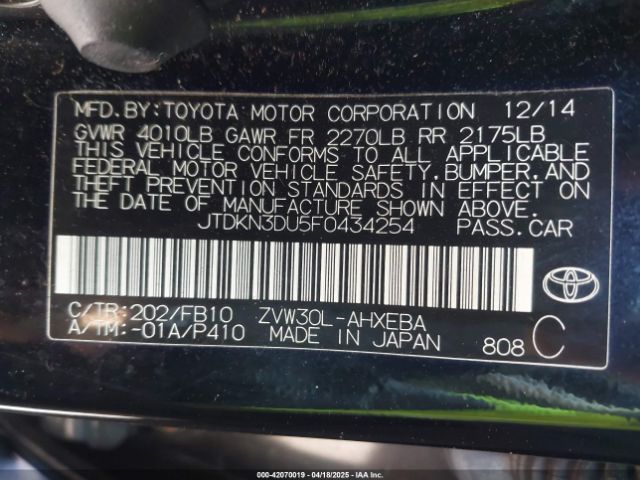 MFD.BY:TOYOTA MOTOR CORPORATION 12/14
GVWR 4010LB GAWR FR 2270LB RR 2175LB
THIS VEHICLE CONFORMS TO ALL APPLICABLE
FEDERAL MOTOR VEHICLE SAFETY,BUMPER,AND
THEFT PREVENTION STANDARDS IN EFFECT ON
THE DATE OF MANUFACTURE SHOWN ABOVE.
JTDKN3DU5F0434254 PASS.CAR
C/TR:202/FB10 ZVW30L-AHXEBA
A/TM:-01A/P410 MADE IN JAPAN 808 C
000-42070019 04/18/2025 IAAI.CA